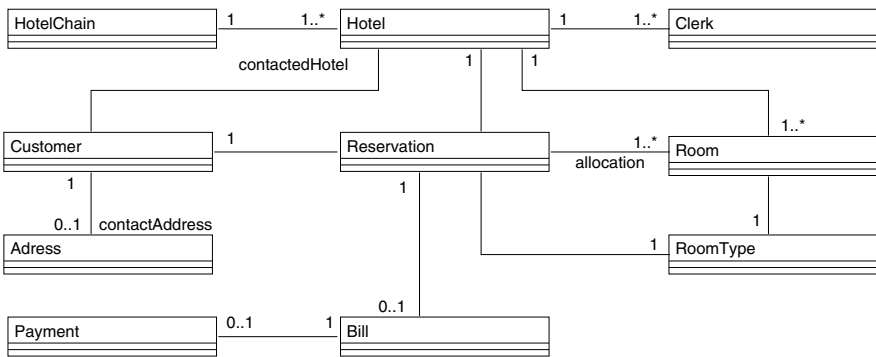 HotelChain 1 1..* Hotel 1 1..* Clerk
contactedHotel 1 1
1..*
Customer 1 Reservation 1..* Room
allocation
1 1
0..1 contactAddress 1
Adress 1 RoomType
0..1
Payment 0..1 1 Bill